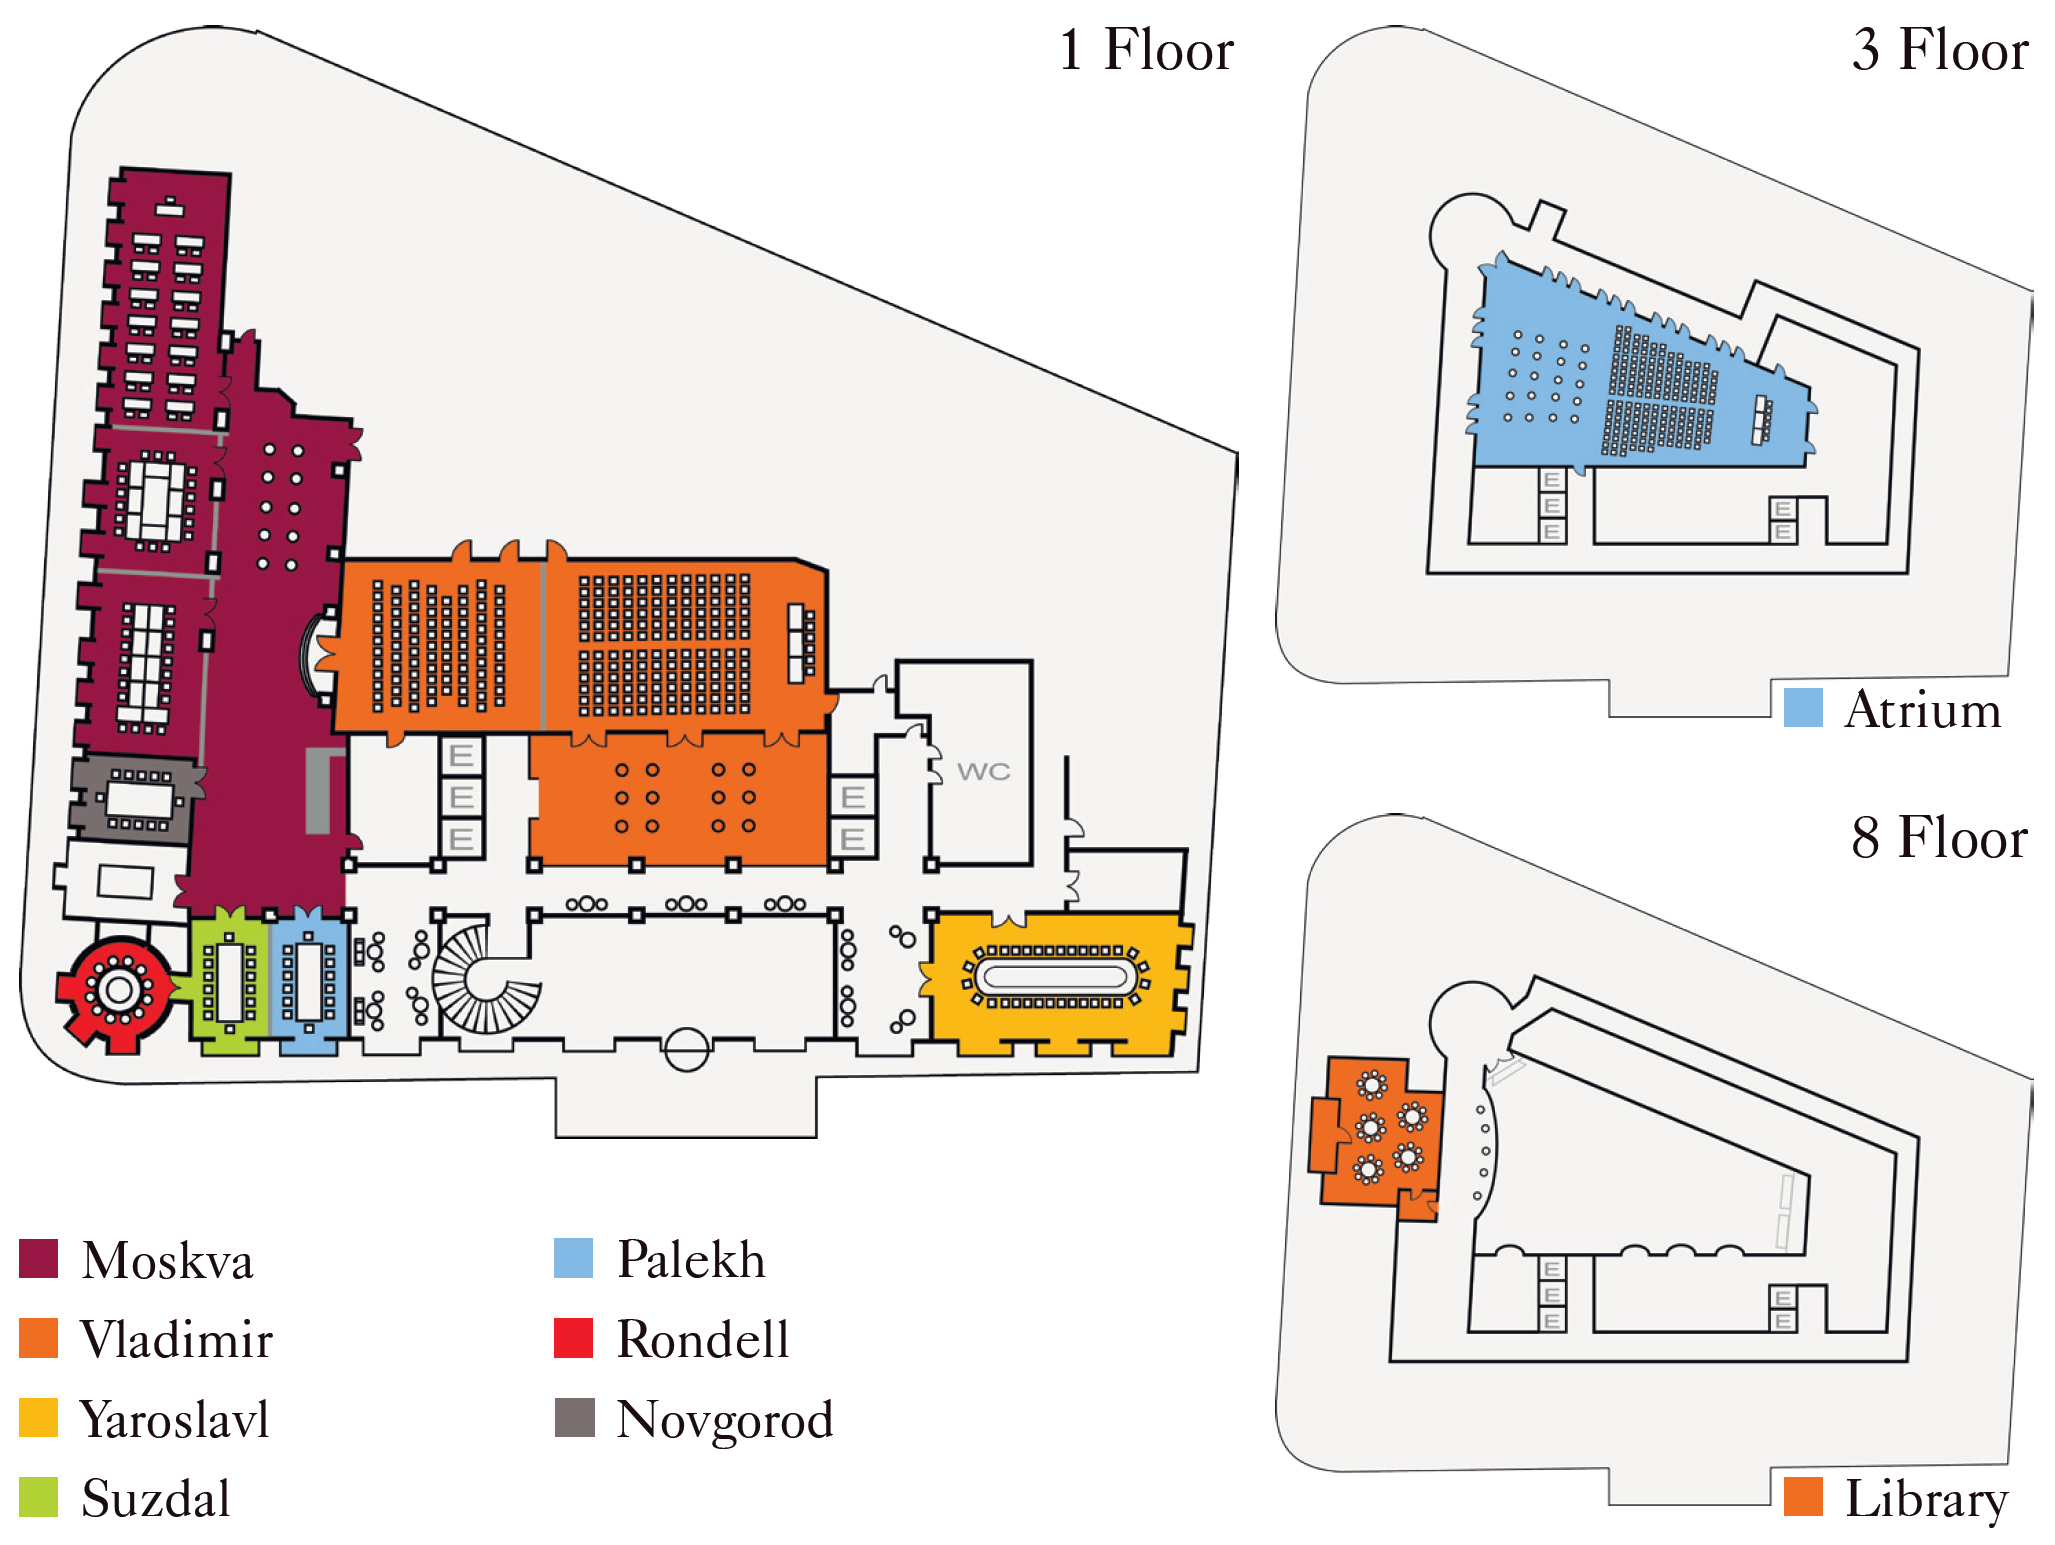 1 Floor
E
E
E
E
E
WC
Moskva
Vladimir
Yaroslavl
Suzdal
Palekh
Rondell
Novgorod
3 Floor
E
E
E
E
E
Atrium
8 Floor
E
E
E
E
E
Library